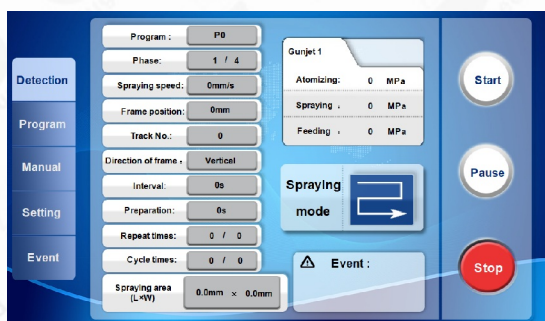 Detection
Program
Manual
Setting
Event
Program : P0
Phase: 1 / 4
Spraying speed: 0mm/s
Frame position: 0mm
Track No.: 0
Direction of frame : Vertical
Interval: 0s
Preparation: 0s
Repeat times: 0 / 0
Cycle times: 0 / 0
Spraying area
(L×W) 0.0mm × 0.0mm
Gunjet 1
Atomizing: 0 MPa
Spraying : 0 MPa
Feeding : 0 MPa
Spraying
mode
Event :
Start
Pause
Stop